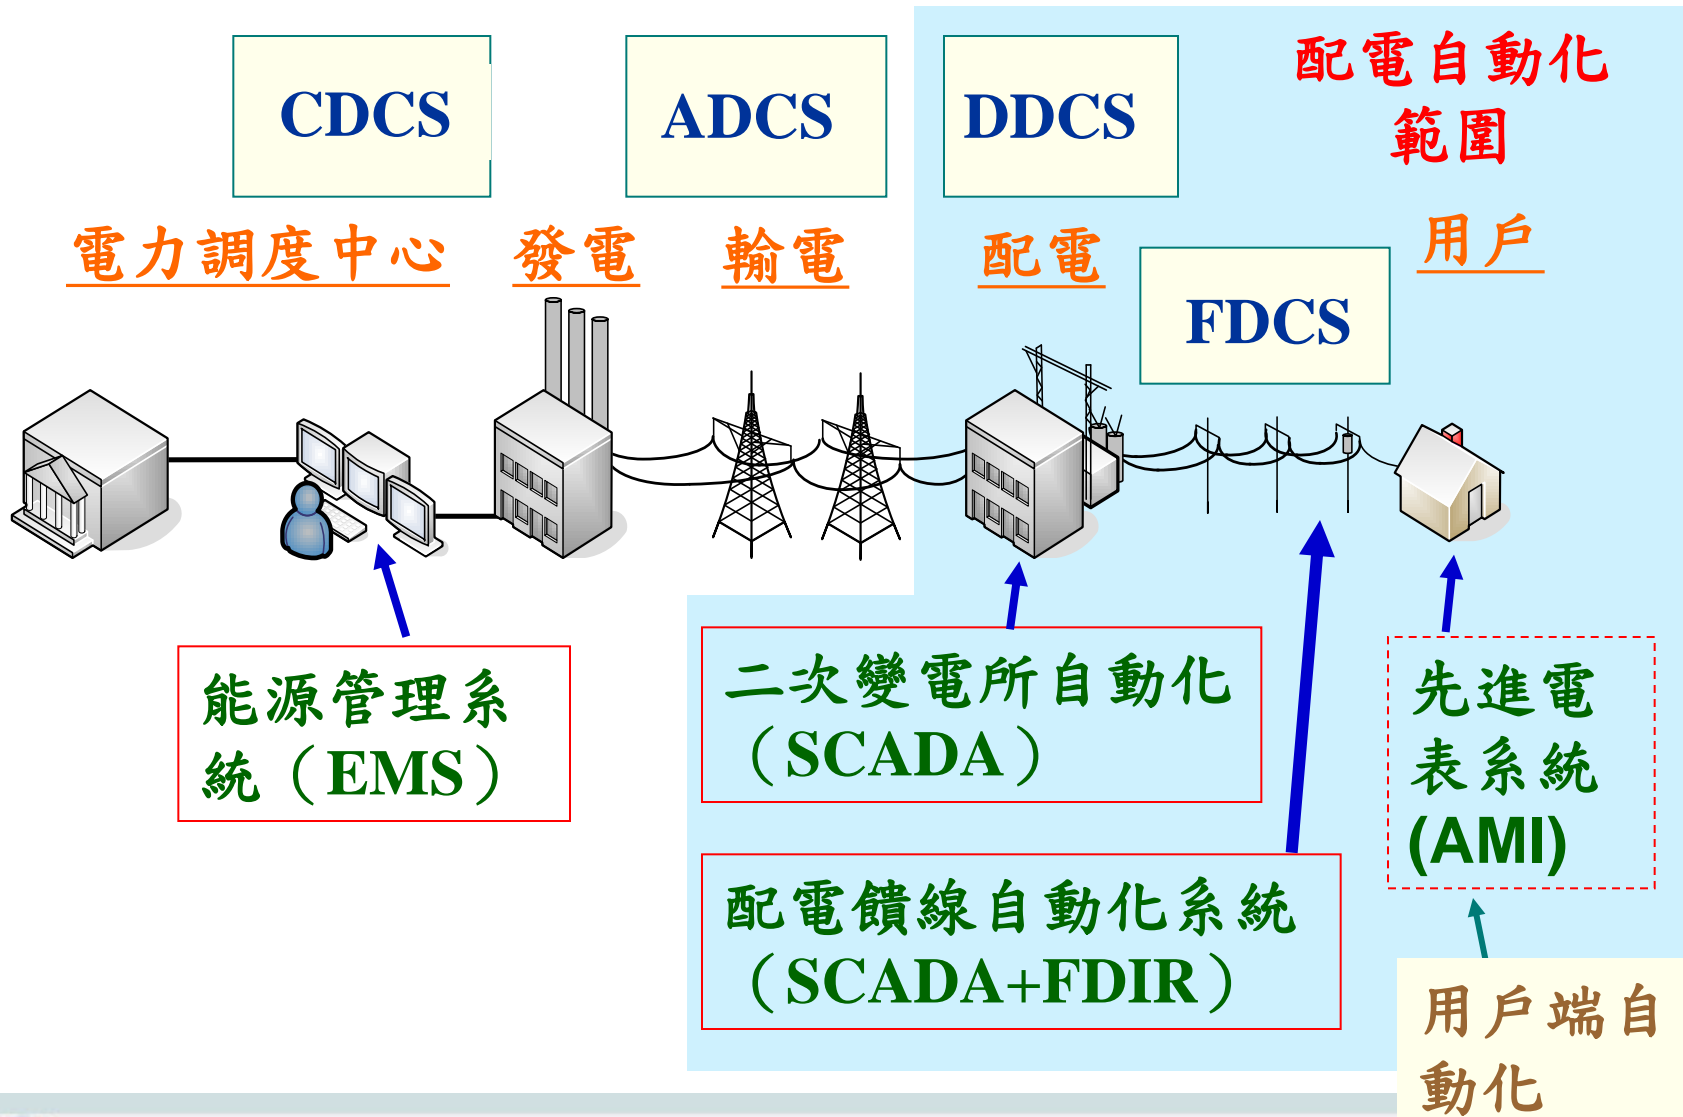 CDCS
ADCS
DDCS
配電自動化
範圍
電力調度中心
發電
輸電
配電
用戶
FDCS
能源管理系
統（EMS）
二次變電所自動化
（SCADA）
先進電
表系統
(AMI)
配電饋線自動化系統
（SCADA+FDIR）
用戶端自
動化